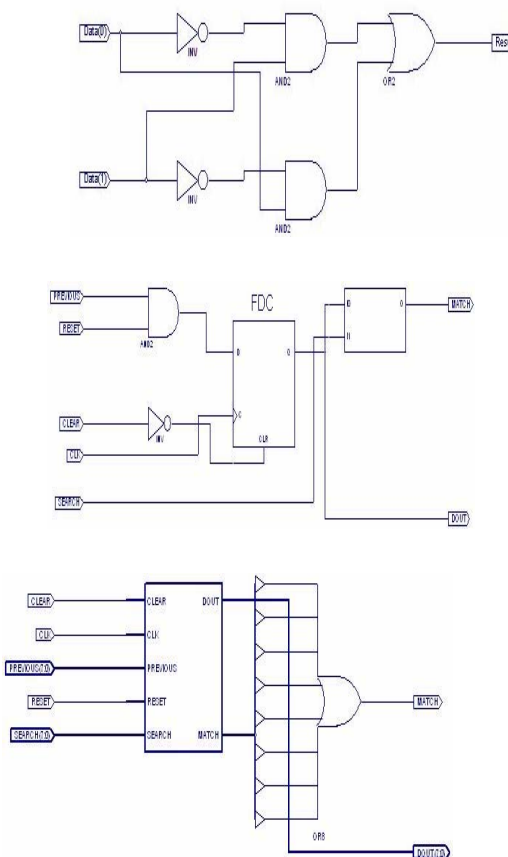 Data(0)
INV
AND2
OR2
Res
Data(1)
INV
AND2
PREVIOUS
RESET
AND2
FDC
D
Q
C
CLR
MATCH
CLEAR
INV
CLK
SEARCH
DOUT
CLEAR
CLEAR
DOUT
CLK
CLK
PREVIOUS(7:0)
PREVIOUS
RESET
RESET
MATCH
SEARCH(7:0)
SEARCH
MATCH
OR8
DOUT(7:0)